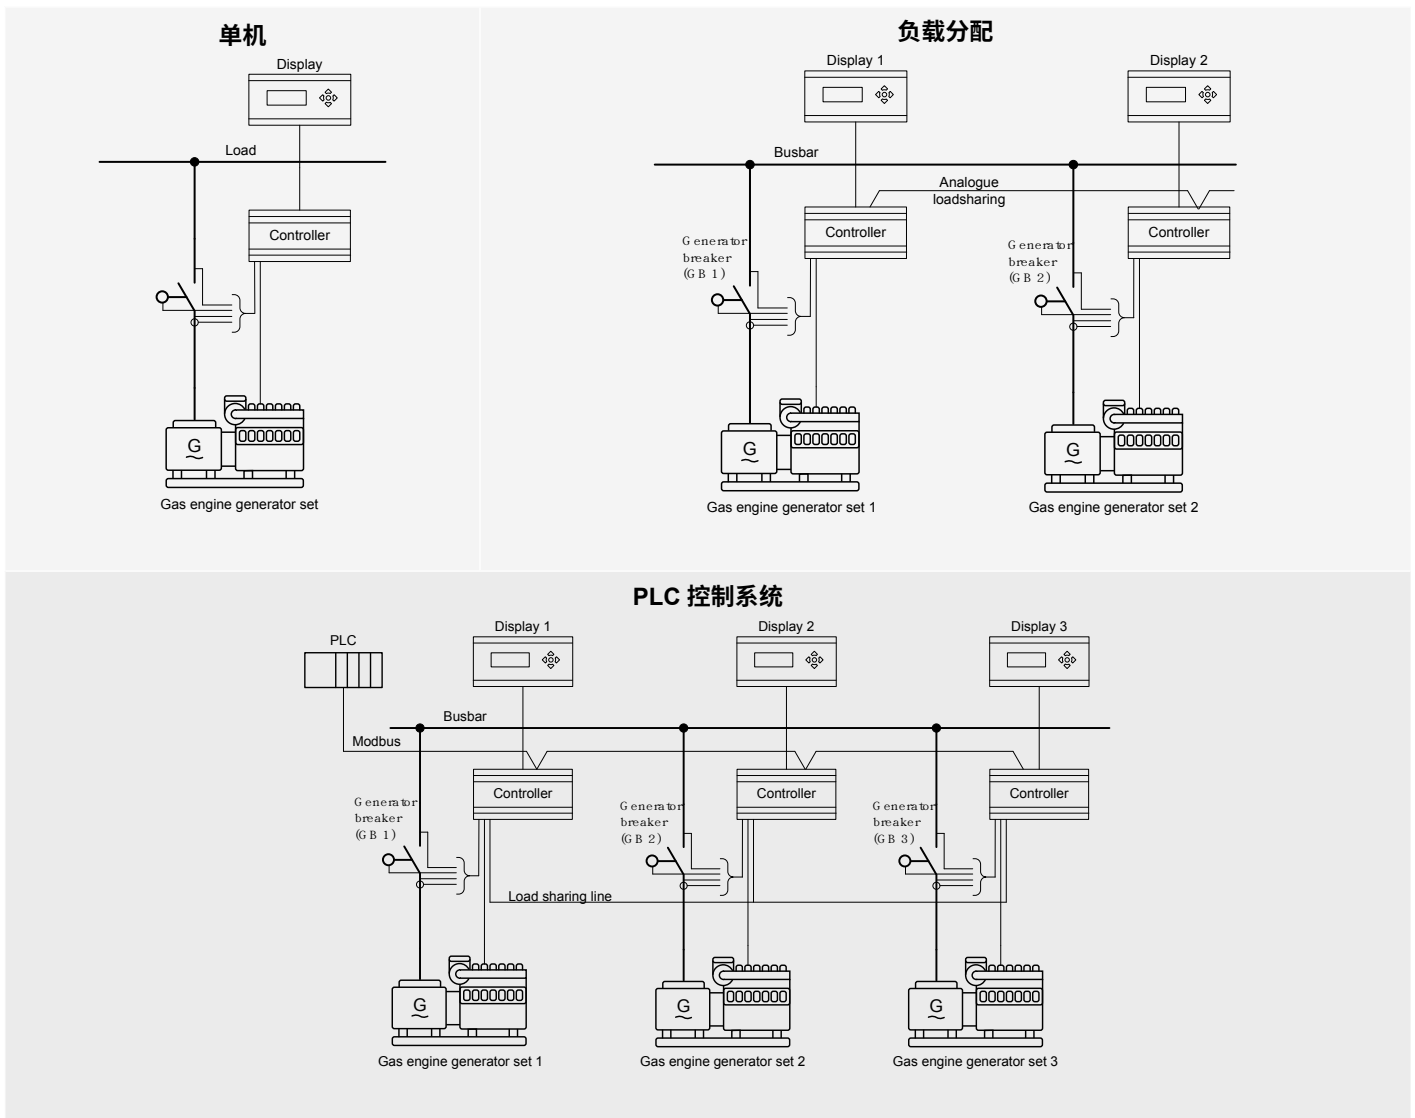 单机
Display
Load
Controller
G
Gas engine generator set
负载分配
Display 1
Display 2
Busbar
Analogue
loadsharing
Controller
Controller
Generator
breaker
(GB 1)
Generator
breaker
(GB 2)
G
G
Gas engine generator set 1
Gas engine generator set 2
PLC 控制系统
PLC
Display 1
Display 2
Display 3
Busbar
Modbus
Controller
Controller
Controller
Generator
breaker
(GB 1)
Generator
breaker
(GB 2)
Generator
breaker
(GB 3)
Load sharing line
G
G
G
Gas engine generator set 1
Gas engine generator set 2
Gas engine generator set 3